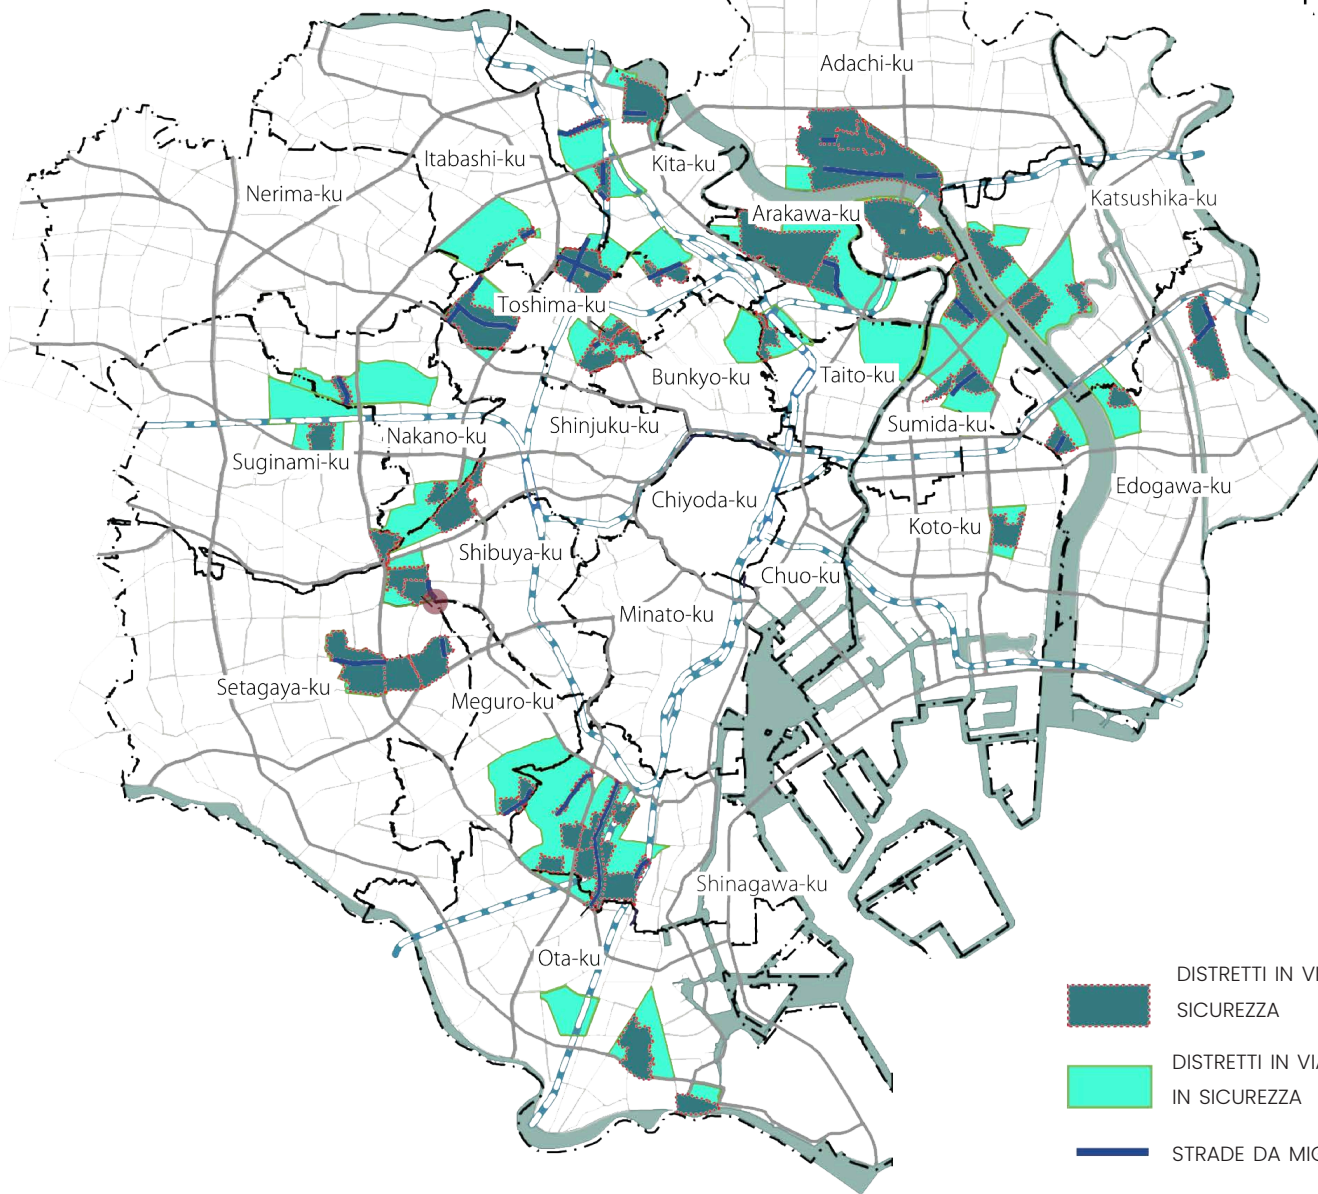 Adachi-ku
Itabashi-ku
Kita-ku
Nerima-ku
Katsushika-ku
Arakawa-ku
Toshima-ku
Bunkyo-ku
Taito-ku
Shinjuku-ku
Sumida-ku
Nakano-ku
Suginami-ku
Edogawa-ku
Chiyoda-ku
Koto-ku
Shibuya-ku
Chuo-ku
Minato-ku
Setagaya-ku
Meguro-ku
Shinagawa-ku
Ota-ku
DISTRETTI IN
SICUREZZA
DISTRETTI IN
IN SICUREZZA
STRADE DA